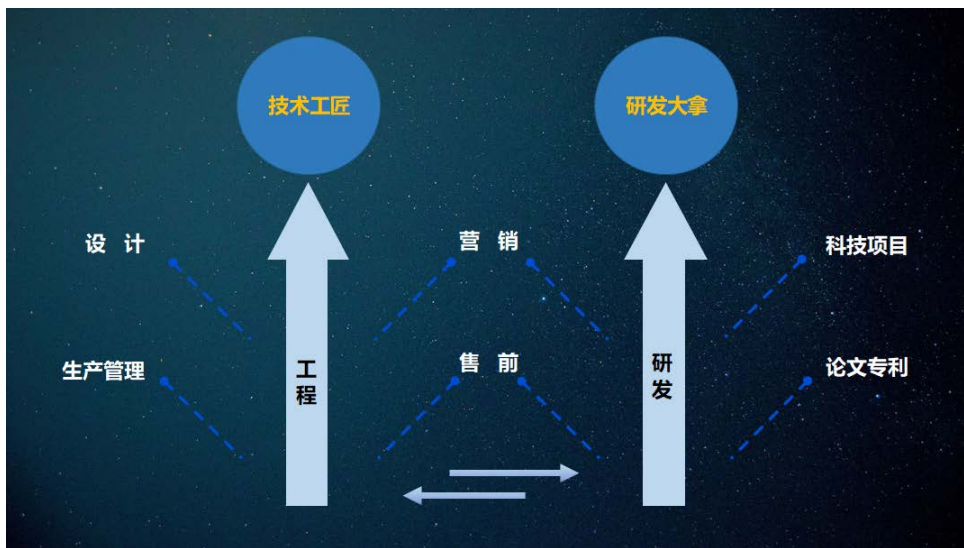 技术工匠
研发大拿
设 计
营 销
科技项目
生产管理
工程
售 前
研发
论文专利